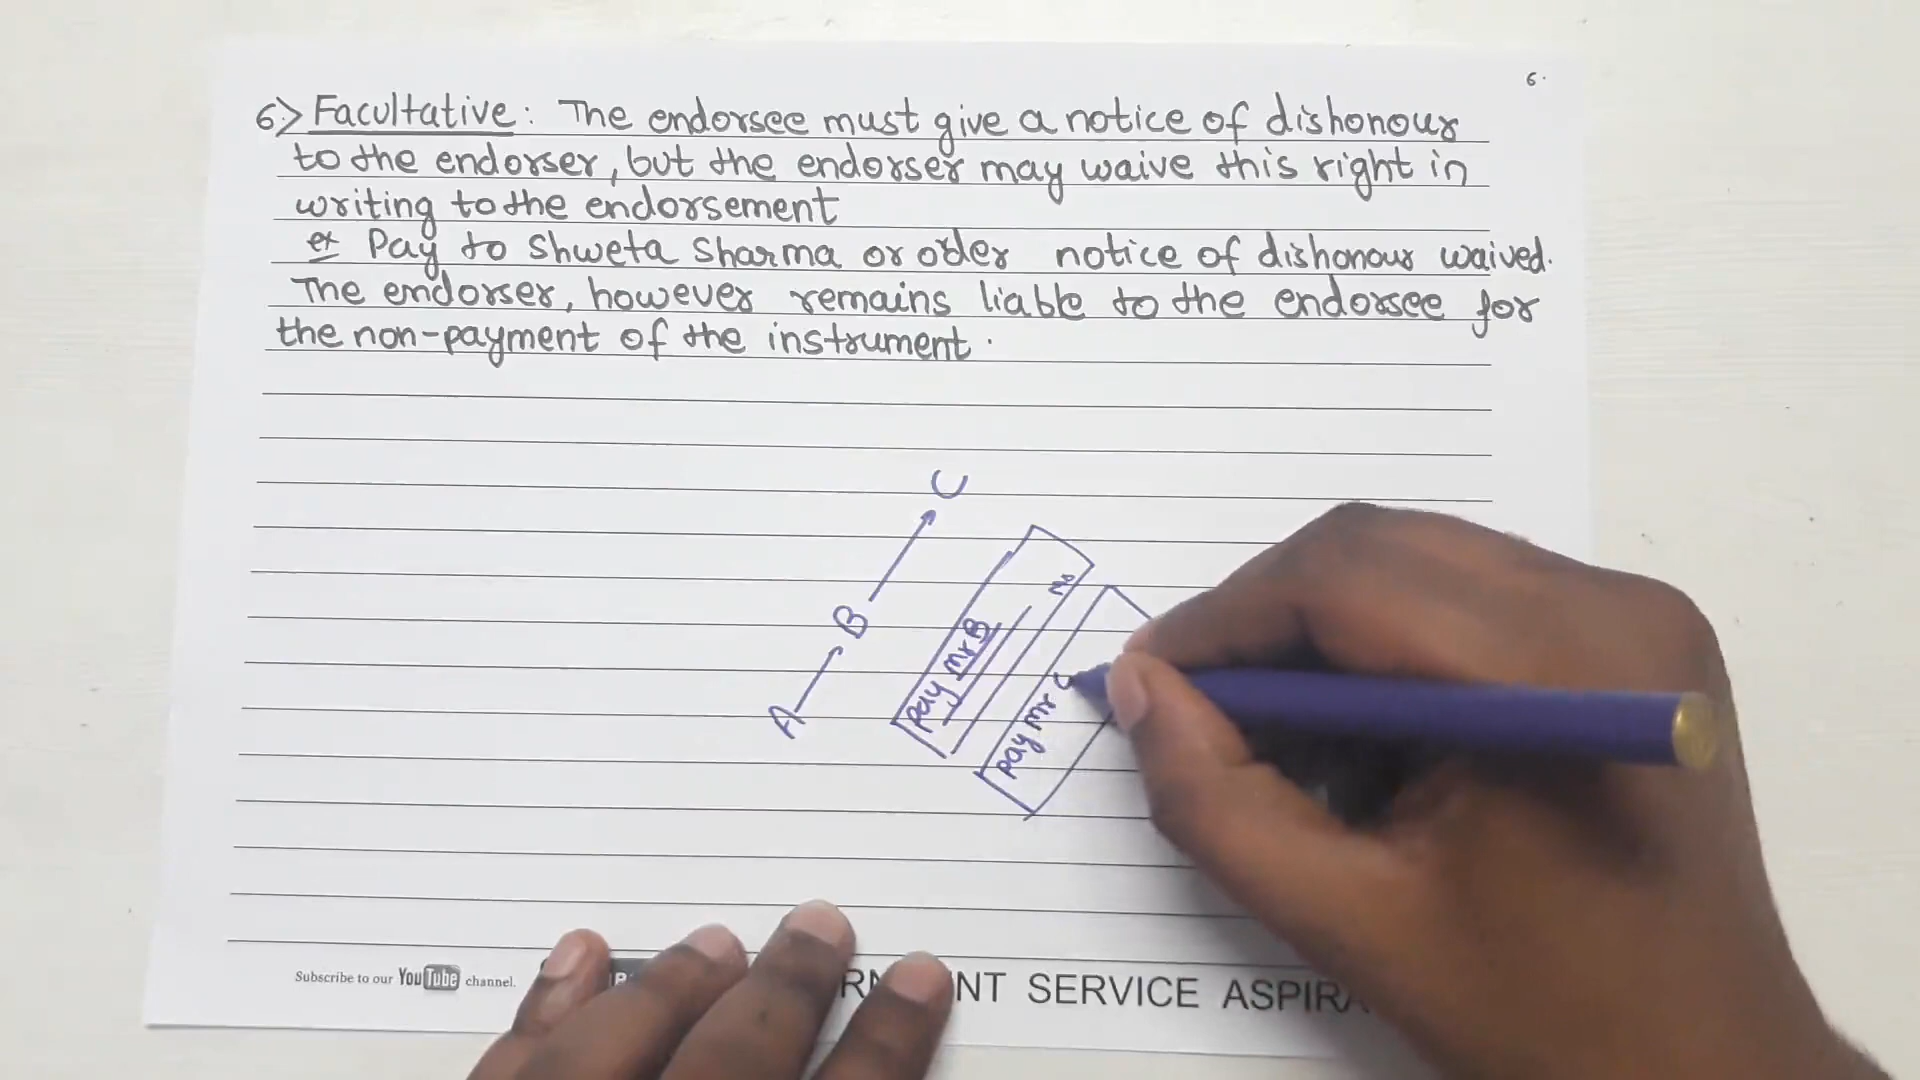 6.
6> Facultative : The endorsee must give a notice of dishonour
to the endorser, but the endorser may waive this right in
writing to the endorsement
ex Pay to Shweta Sharma or order notice of dishonour waived.
The endorser, however remains liable to the endorsee for
the non-payment of the instrument.
C
B
A
Pay Mr B
Pay Mr C
Subscribe to our YouTube channel.
NT SERVICE ASPIRA